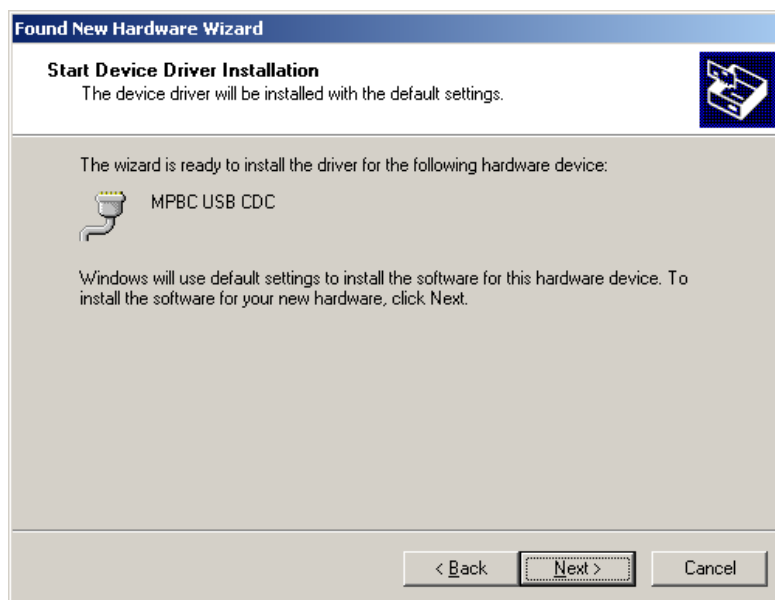 Found New Hardware Wizard
Start Device Driver Installation
The device driver will be installed with the default settings.
The wizard is ready to install the driver for the following hardware device:
MPBC USB CDC
Windows will use default settings to install the software for this hardware device. To
install the software for your new hardware, click Next.
< Back Next > Cancel